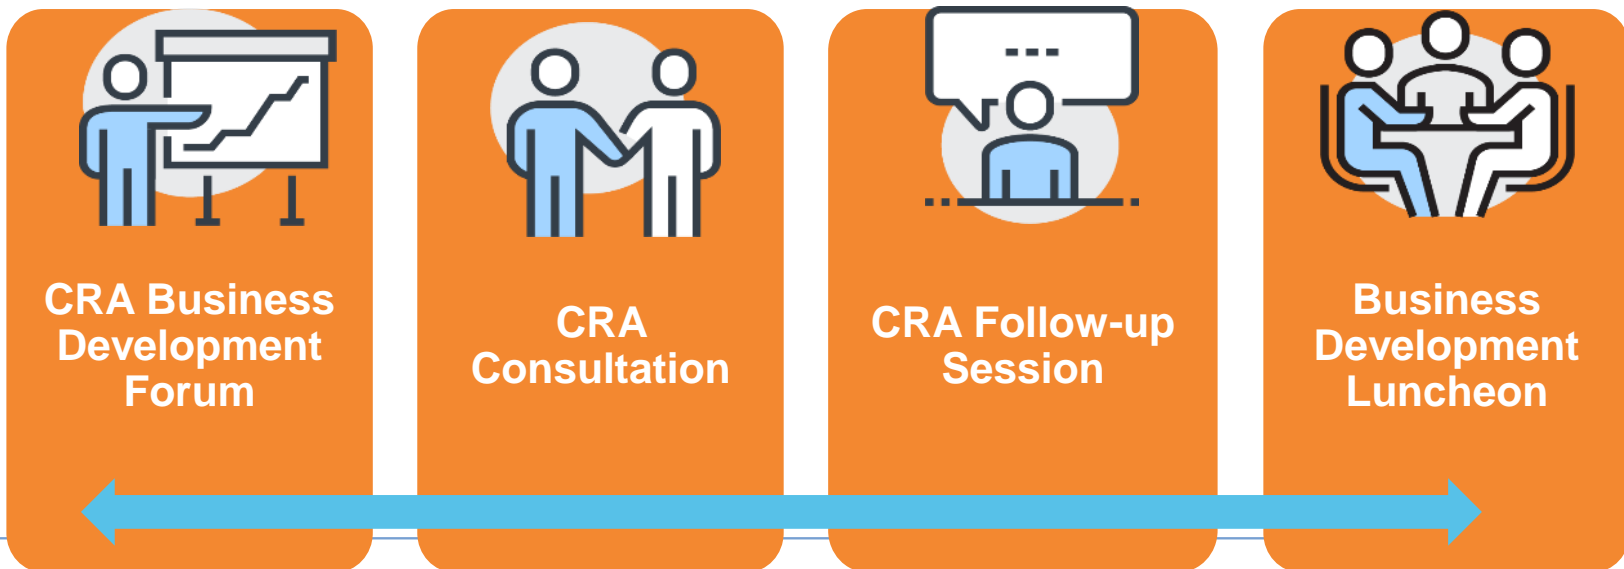 CRA Business
Development
Forum
CRA
Consultation
CRA Follow-up
Session
Business
Development
Luncheon